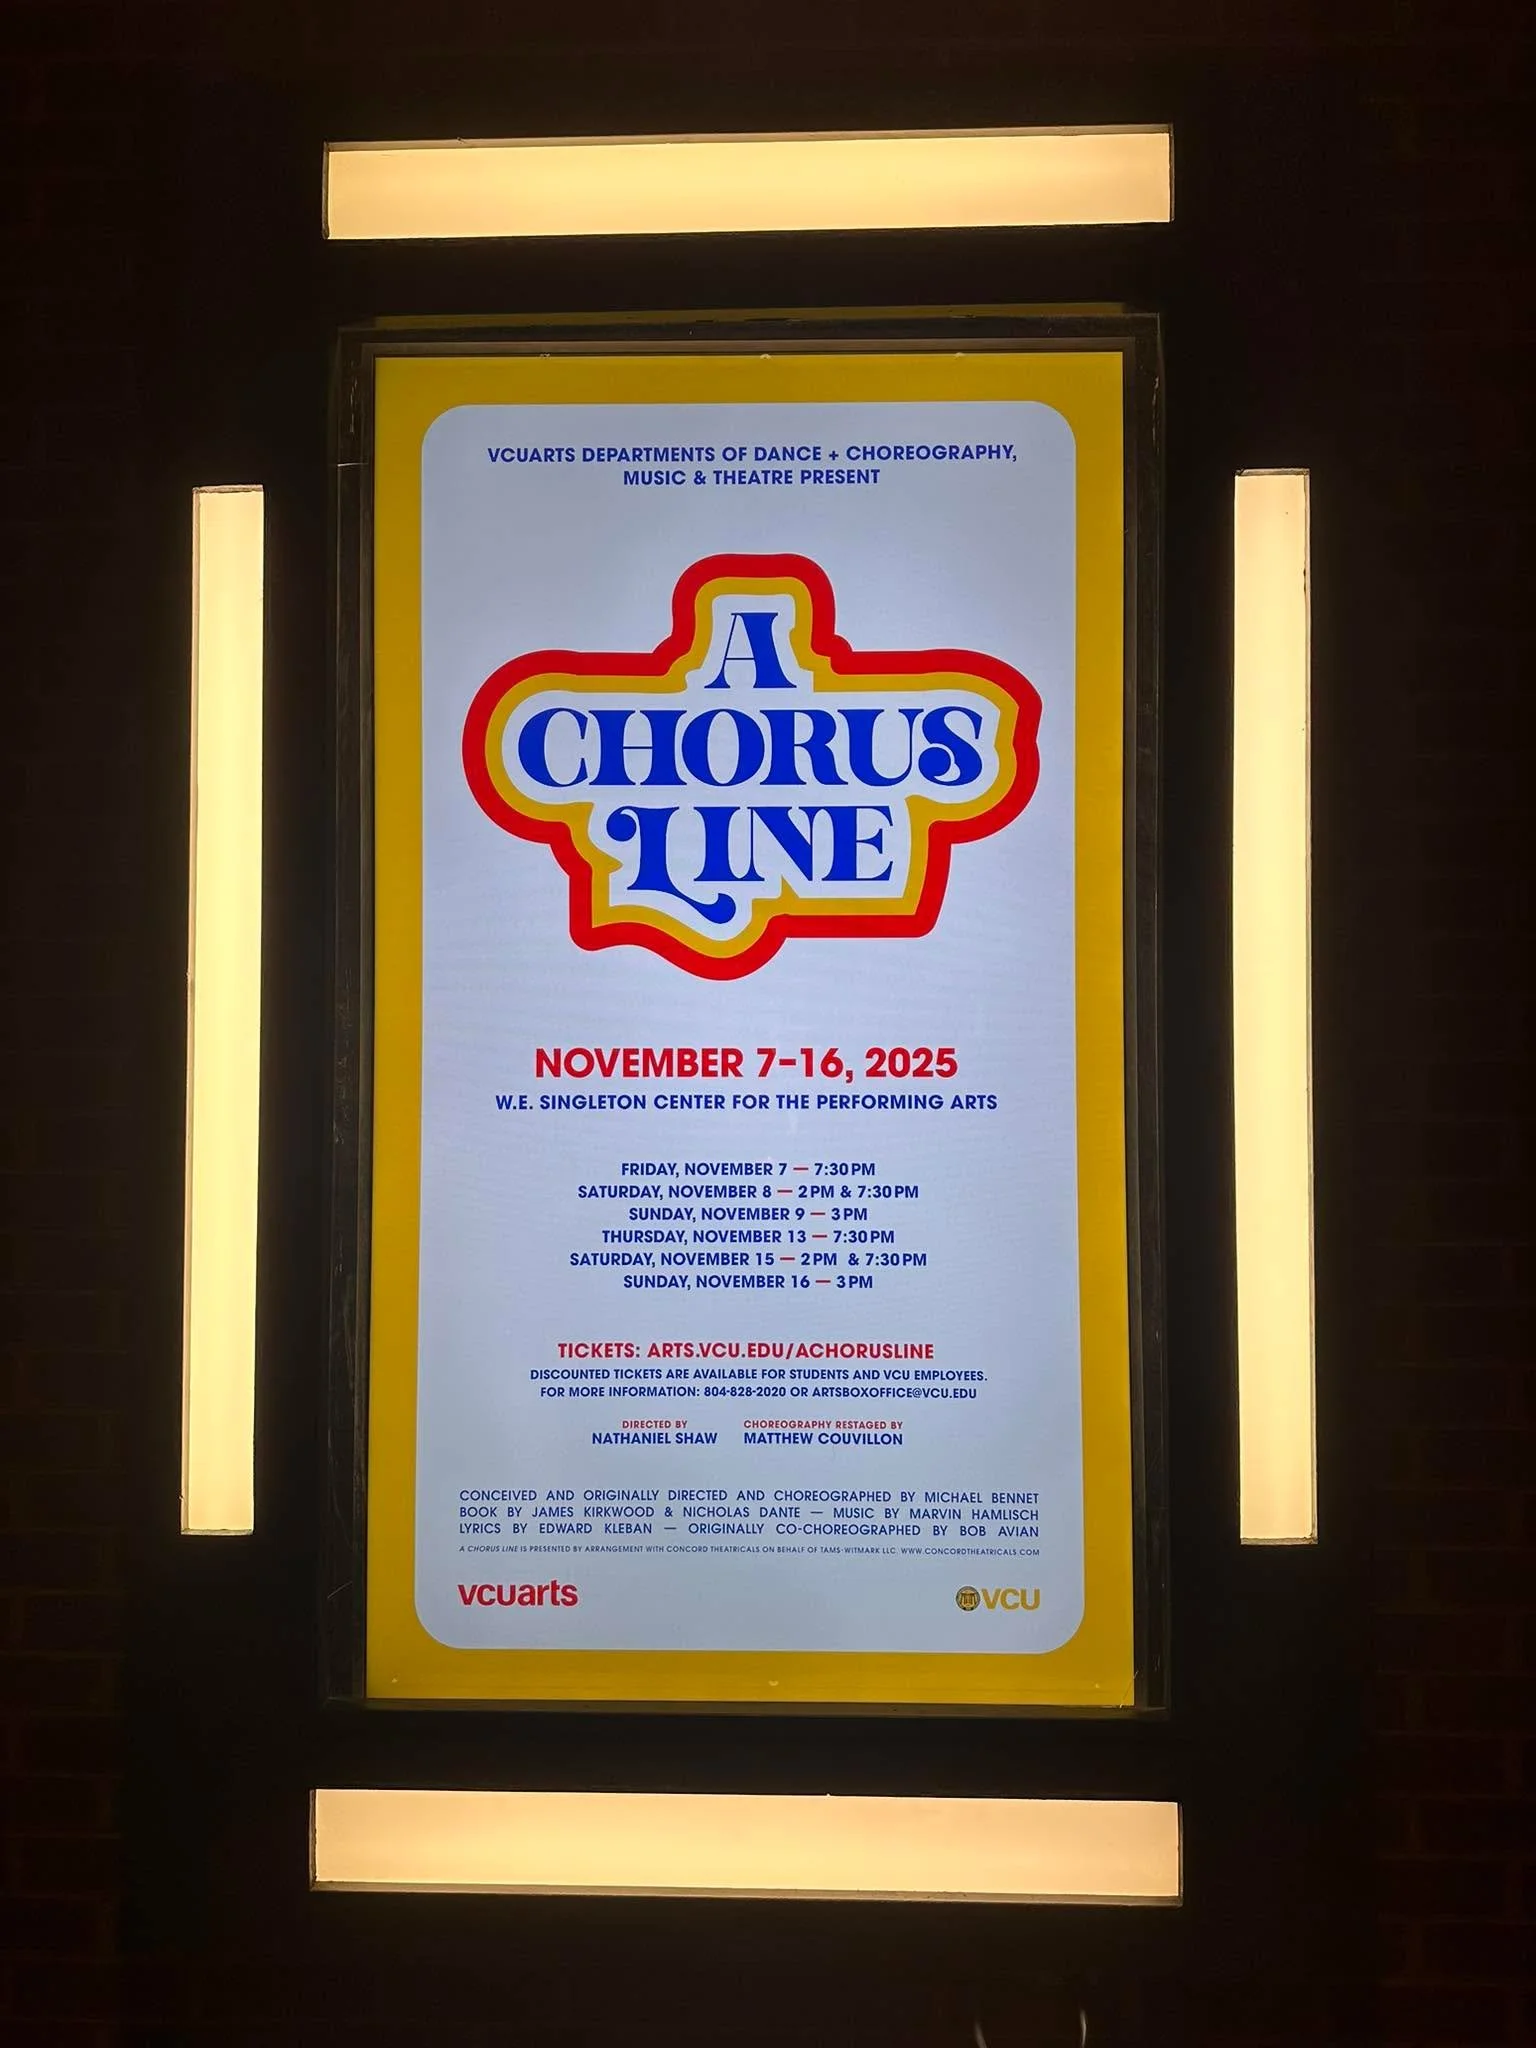 VCUARTS DEPARTMENTS OF DANCE + CHOREOGRAPHY,
MUSIC & THEATRE PRESENT
A
CHORUS
LINE
NOVEMBER 7-16, 2025
W.E. SINGLETON CENTER FOR THE PERFORMING ARTS
FRIDAY, NOVEMBER 7 — 7:30PM
SATURDAY, NOVEMBER 8 — 2PM & 7:30PM
SUNDAY, NOVEMBER 9 — 3PM
THURSDAY, NOVEMBER 13 — 7:30PM
SATURDAY, NOVEMBER 15 — 2PM & 7:30PM
SUNDAY, NOVEMBER 16 — 3PM
TICKETS: ARTS.VCU.EDU/ACHORUSLINE
DISCOUNTED TICKETS ARE AVAILABLE FOR STUDENTS AND VCU EMPLOYEES.
FOR MORE INFORMATION: 804-828-2020 OR ARTSBOXOFFICE@VCU.EDU
DIRECTED BY CHOREOGRAPHY RESTAGED BY
NATHANIEL SHAW MATTHEW COUVILLON
CONCEIVED AND ORIGINALLY DIRECTED AND CHOREOGRAPHED BY MICHAEL BENNET
BOOK BY JAMES KIRKWOOD & NICHOLAS DANTE — MUSIC BY MARVIN HAMLISCH
LYRICS BY EDWARD KLEBAN — ORIGINALLY CO-CHOREOGRAPHED BY BOB AVIAN
A CHORUS LINE IS PRESENTED BY ARRANGEMENT WITH CONCORD THEATRICALS ON BEHALF OF TAMS-WITMARK LLC. WWW.CONCORDTHEATRICALS.COM
vcuarts VCU